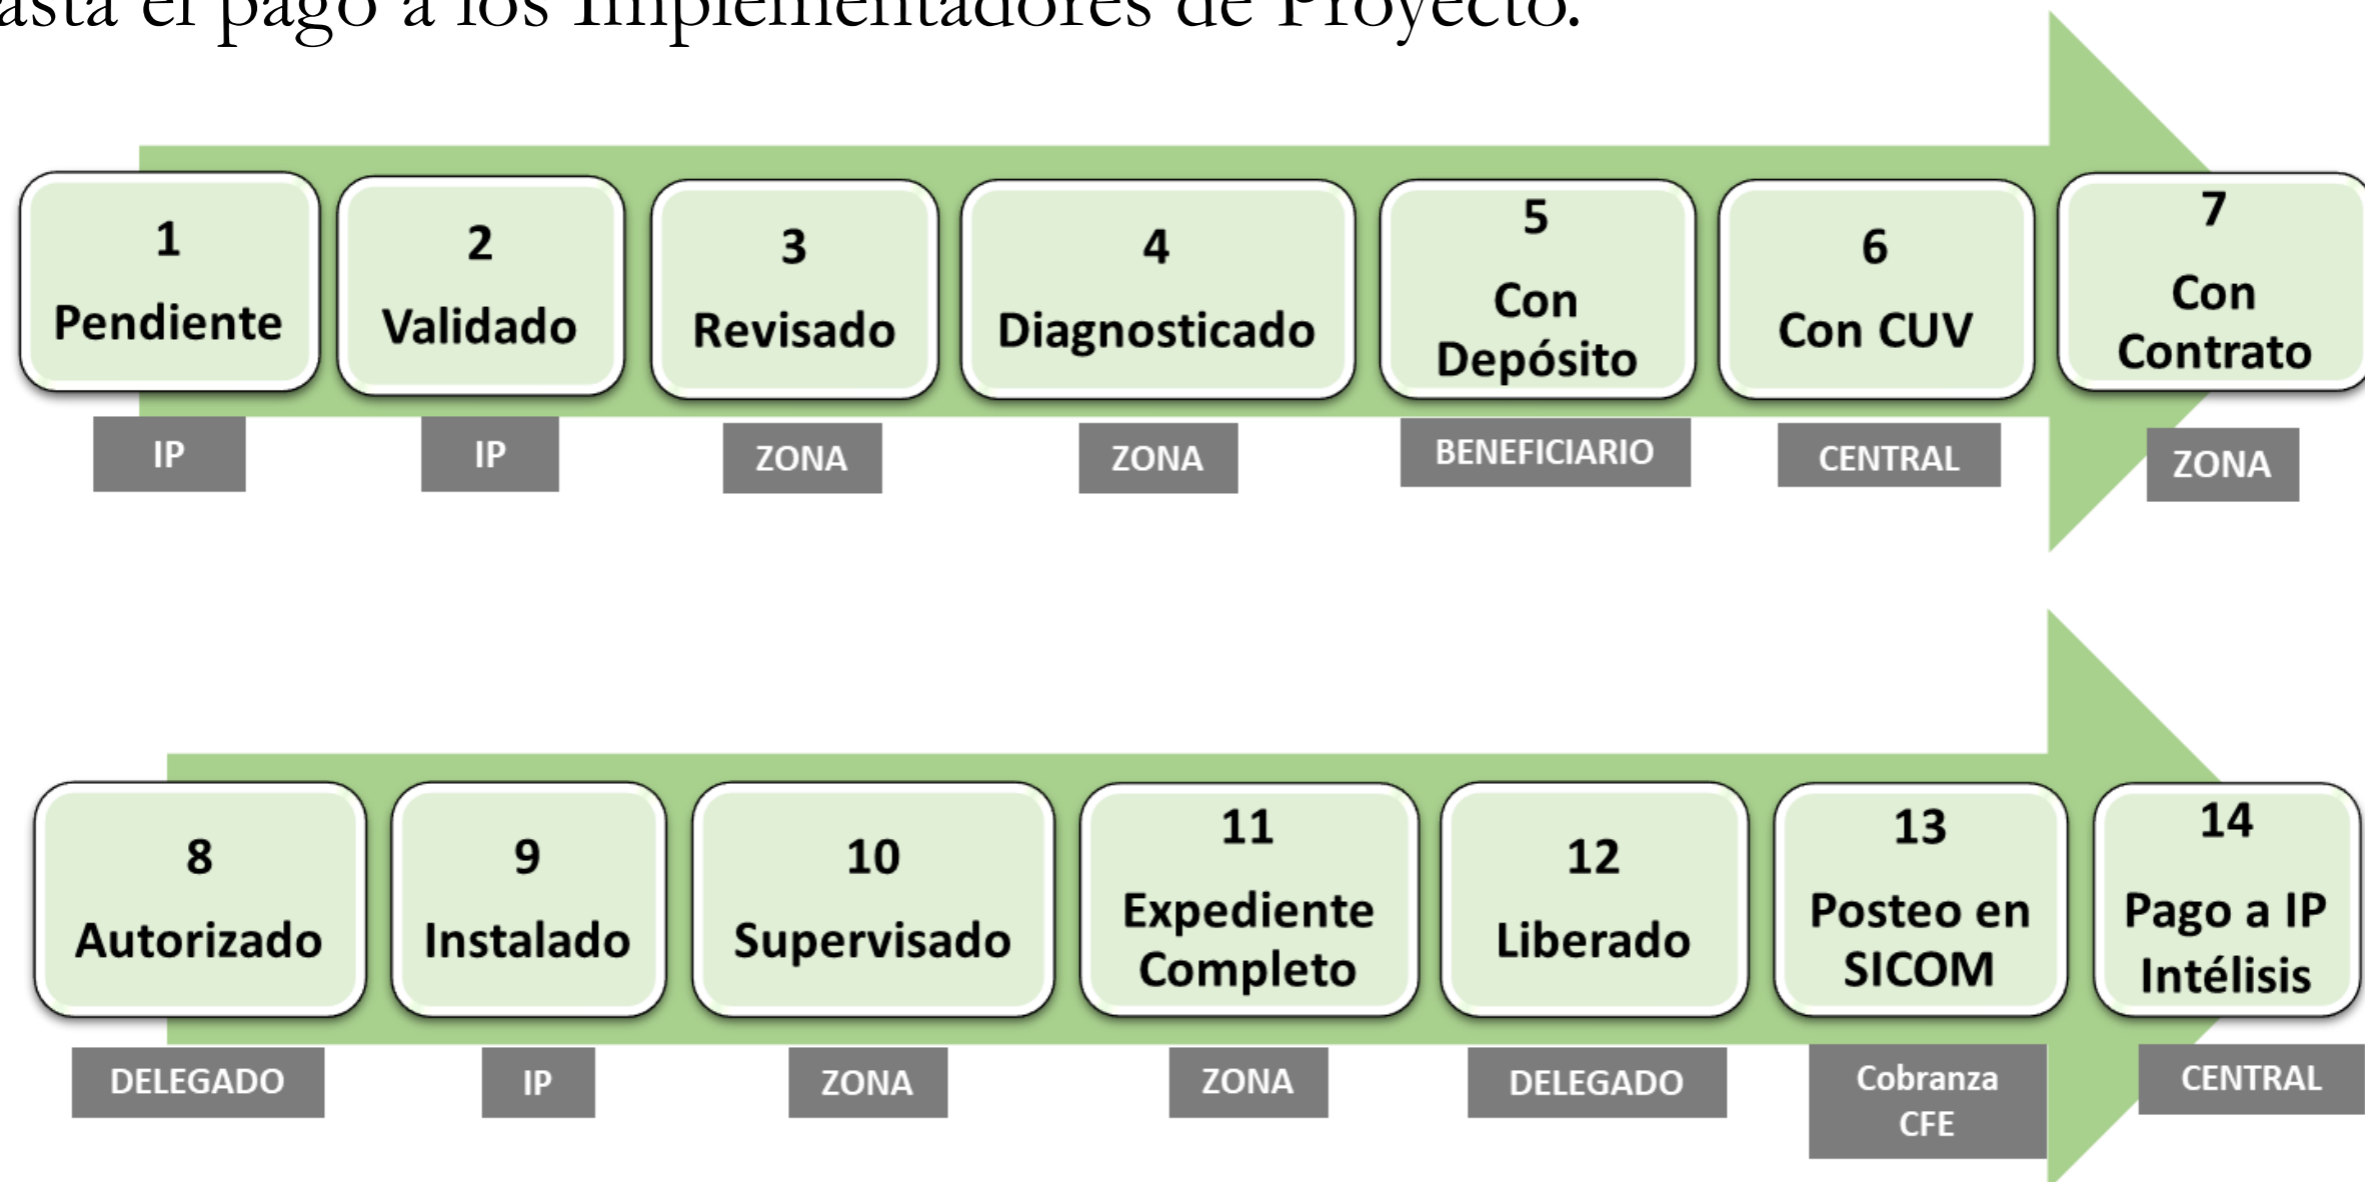 asta el pago a los Implementadores de Proyecto.
1
Pendiente
2
Validado
3
Revisado
4
Diagnosticado
5
Con
Depósito
6
Con CUV
7
Con
Contrato
IP
IP
ZONA
ZONA
BENEFICIARIO
CENTRAL
ZONA
8
Autorizado
9
Instalado
10
Supervisado
11
Expediente
Completo
12
Liberado
13
Posteo en
SICOM
14
Pago a IP
Intélisis
DELEGADO
IP
ZONA
ZONA
DELEGADO
Cobranza
CFE
CENTRAL